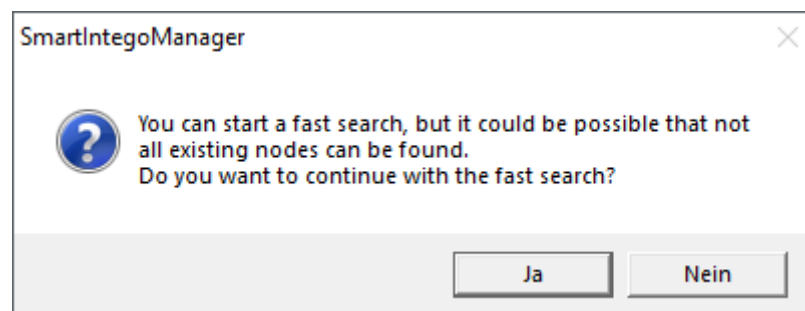 SmartIntegoManager
You can start a fast search, but it could be possible that not
all existing nodes can be found.
Do you want to continue with the fast search?
Ja
Nein